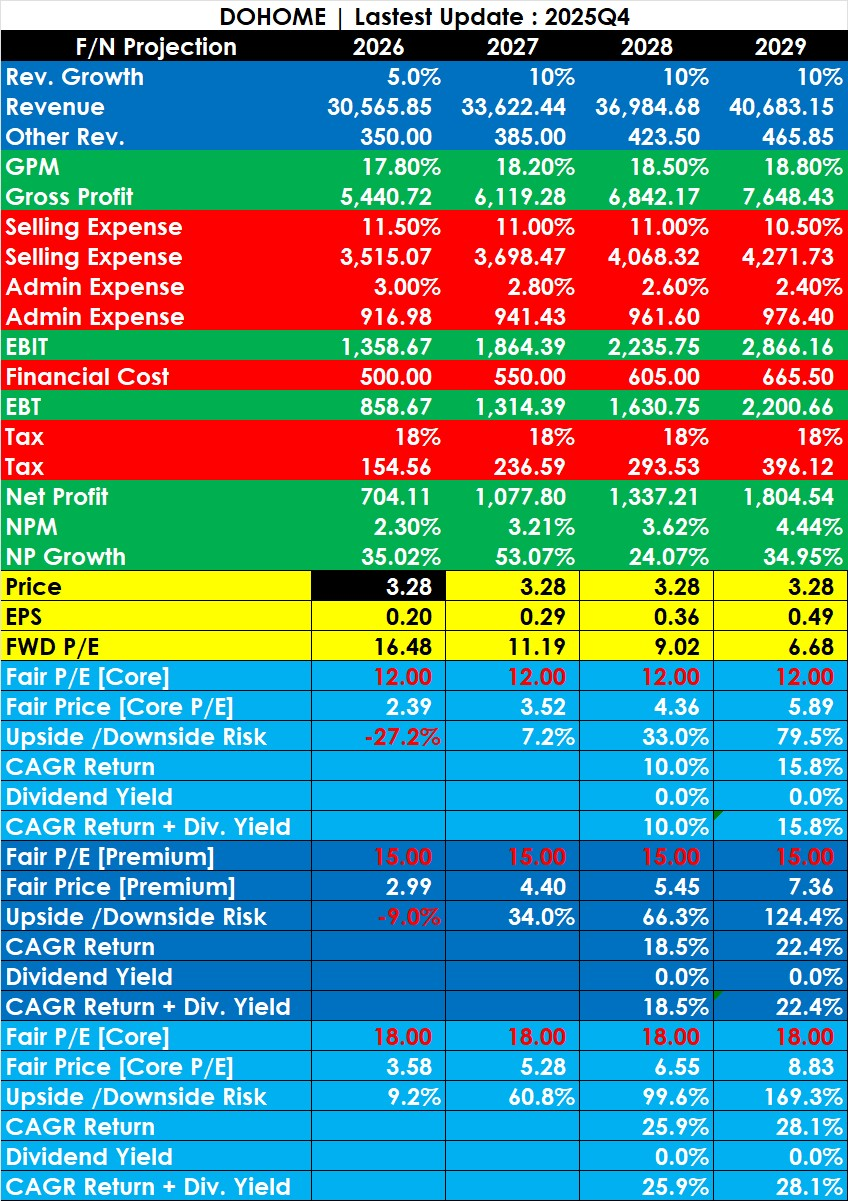 DOHOME | Lastest Update : 2025Q4
F/N Projection 2026 2027 2028 2029
Rev. Growth 5.0% 10% 10% 10%
Revenue 30,565.85 33,622.44 36,984.68 40,683.15
Other Rev. 350.00 385.00 423.50 465.85
GPM 17.80% 18.20% 18.50% 18.80%
Gross Profit 5,440.72 6,119.28 6,842.17 7,648.43
Selling Expense 11.50% 11.00% 11.00% 10.50%
Selling Expense 3,515.07 3,698.47 4,068.32 4,271.73
Admin Expense 3.00% 2.80% 2.60% 2.40%
Admin Expense 916.98 941.43 961.60 976.40
EBIT 1,358.67 1,864.39 2,235.75 2,866.16
Financial Cost 500.00 550.00 605.00 665.50
EBT 858.67 1,314.39 1,630.75 2,200.66
Tax 18% 18% 18% 18%
Tax 154.56 236.59 293.53 396.12
Net Profit 704.11 1,077.80 1,337.21 1,804.54
NPM 2.30% 3.21% 3.62% 4.44%
NP Growth 35.02% 53.07% 24.07% 34.95%
Price 3.28 3.28 3.28 3.28
EPS 0.20 0.29 0.36 0.49
FWD P/E 16.48 11.19 9.02 6.68
Fair P/E [Core] 12.00 12.00 12.00 12.00
Fair Price [Core P/E] 2.39 3.52 4.36 5.89
Upside /Downside Risk -27.2% 7.2% 33.0% 79.5%
CAGR Return 10.0% 15.8%
Dividend Yield 0.0% 0.0%
CAGR Return + Div. Yield 10.0% 15.8%
Fair P/E [Premium] 15.00 15.00 15.00 15.00
Fair Price [Premium] 2.99 4.40 5.45 7.36
Upside /Downside Risk -9.0% 34.0% 66.3% 124.4%
CAGR Return 18.5% 22.4%
Dividend Yield 0.0% 0.0%
CAGR Return + Div. Yield 18.5% 22.4%
Fair P/E [Core] 18.00 18.00 18.00 18.00
Fair Price [Core P/E] 3.58 5.28 6.55 8.83
Upside /Downside Risk 9.2% 60.8% 99.6% 169.3%
CAGR Return 25.9% 28.1%
Dividend Yield 0.0% 0.0%
CAGR Return + Div. Yield 25.9% 28.1%